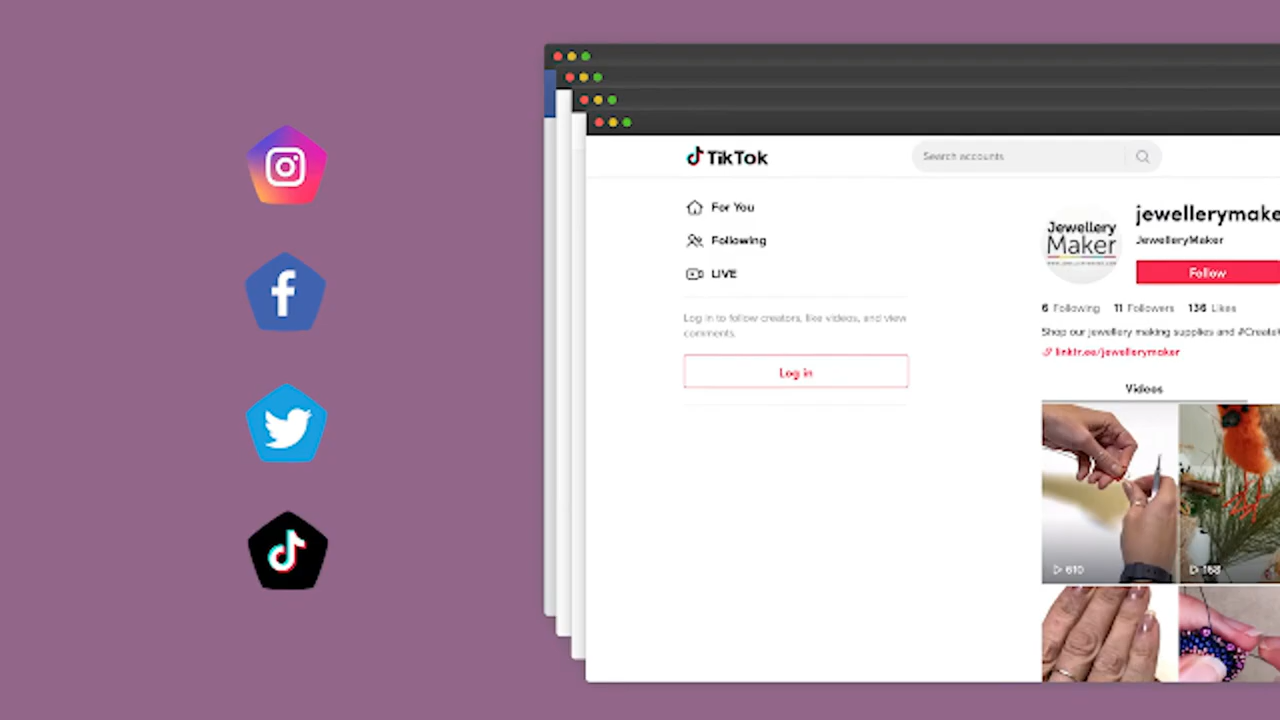 TikTok
Search accounts
For You
Following
LIVE
Log in to follow creators, like videos, and view
comments.
Log in
Jewellery
Maker
jewellerymake
JewelleryMaker
Follow
6 Following 11 Followers 136 Likes
Shop our jewellery making supplies and #Create
linktr.ee/jewellerymaker
Videos
610
168